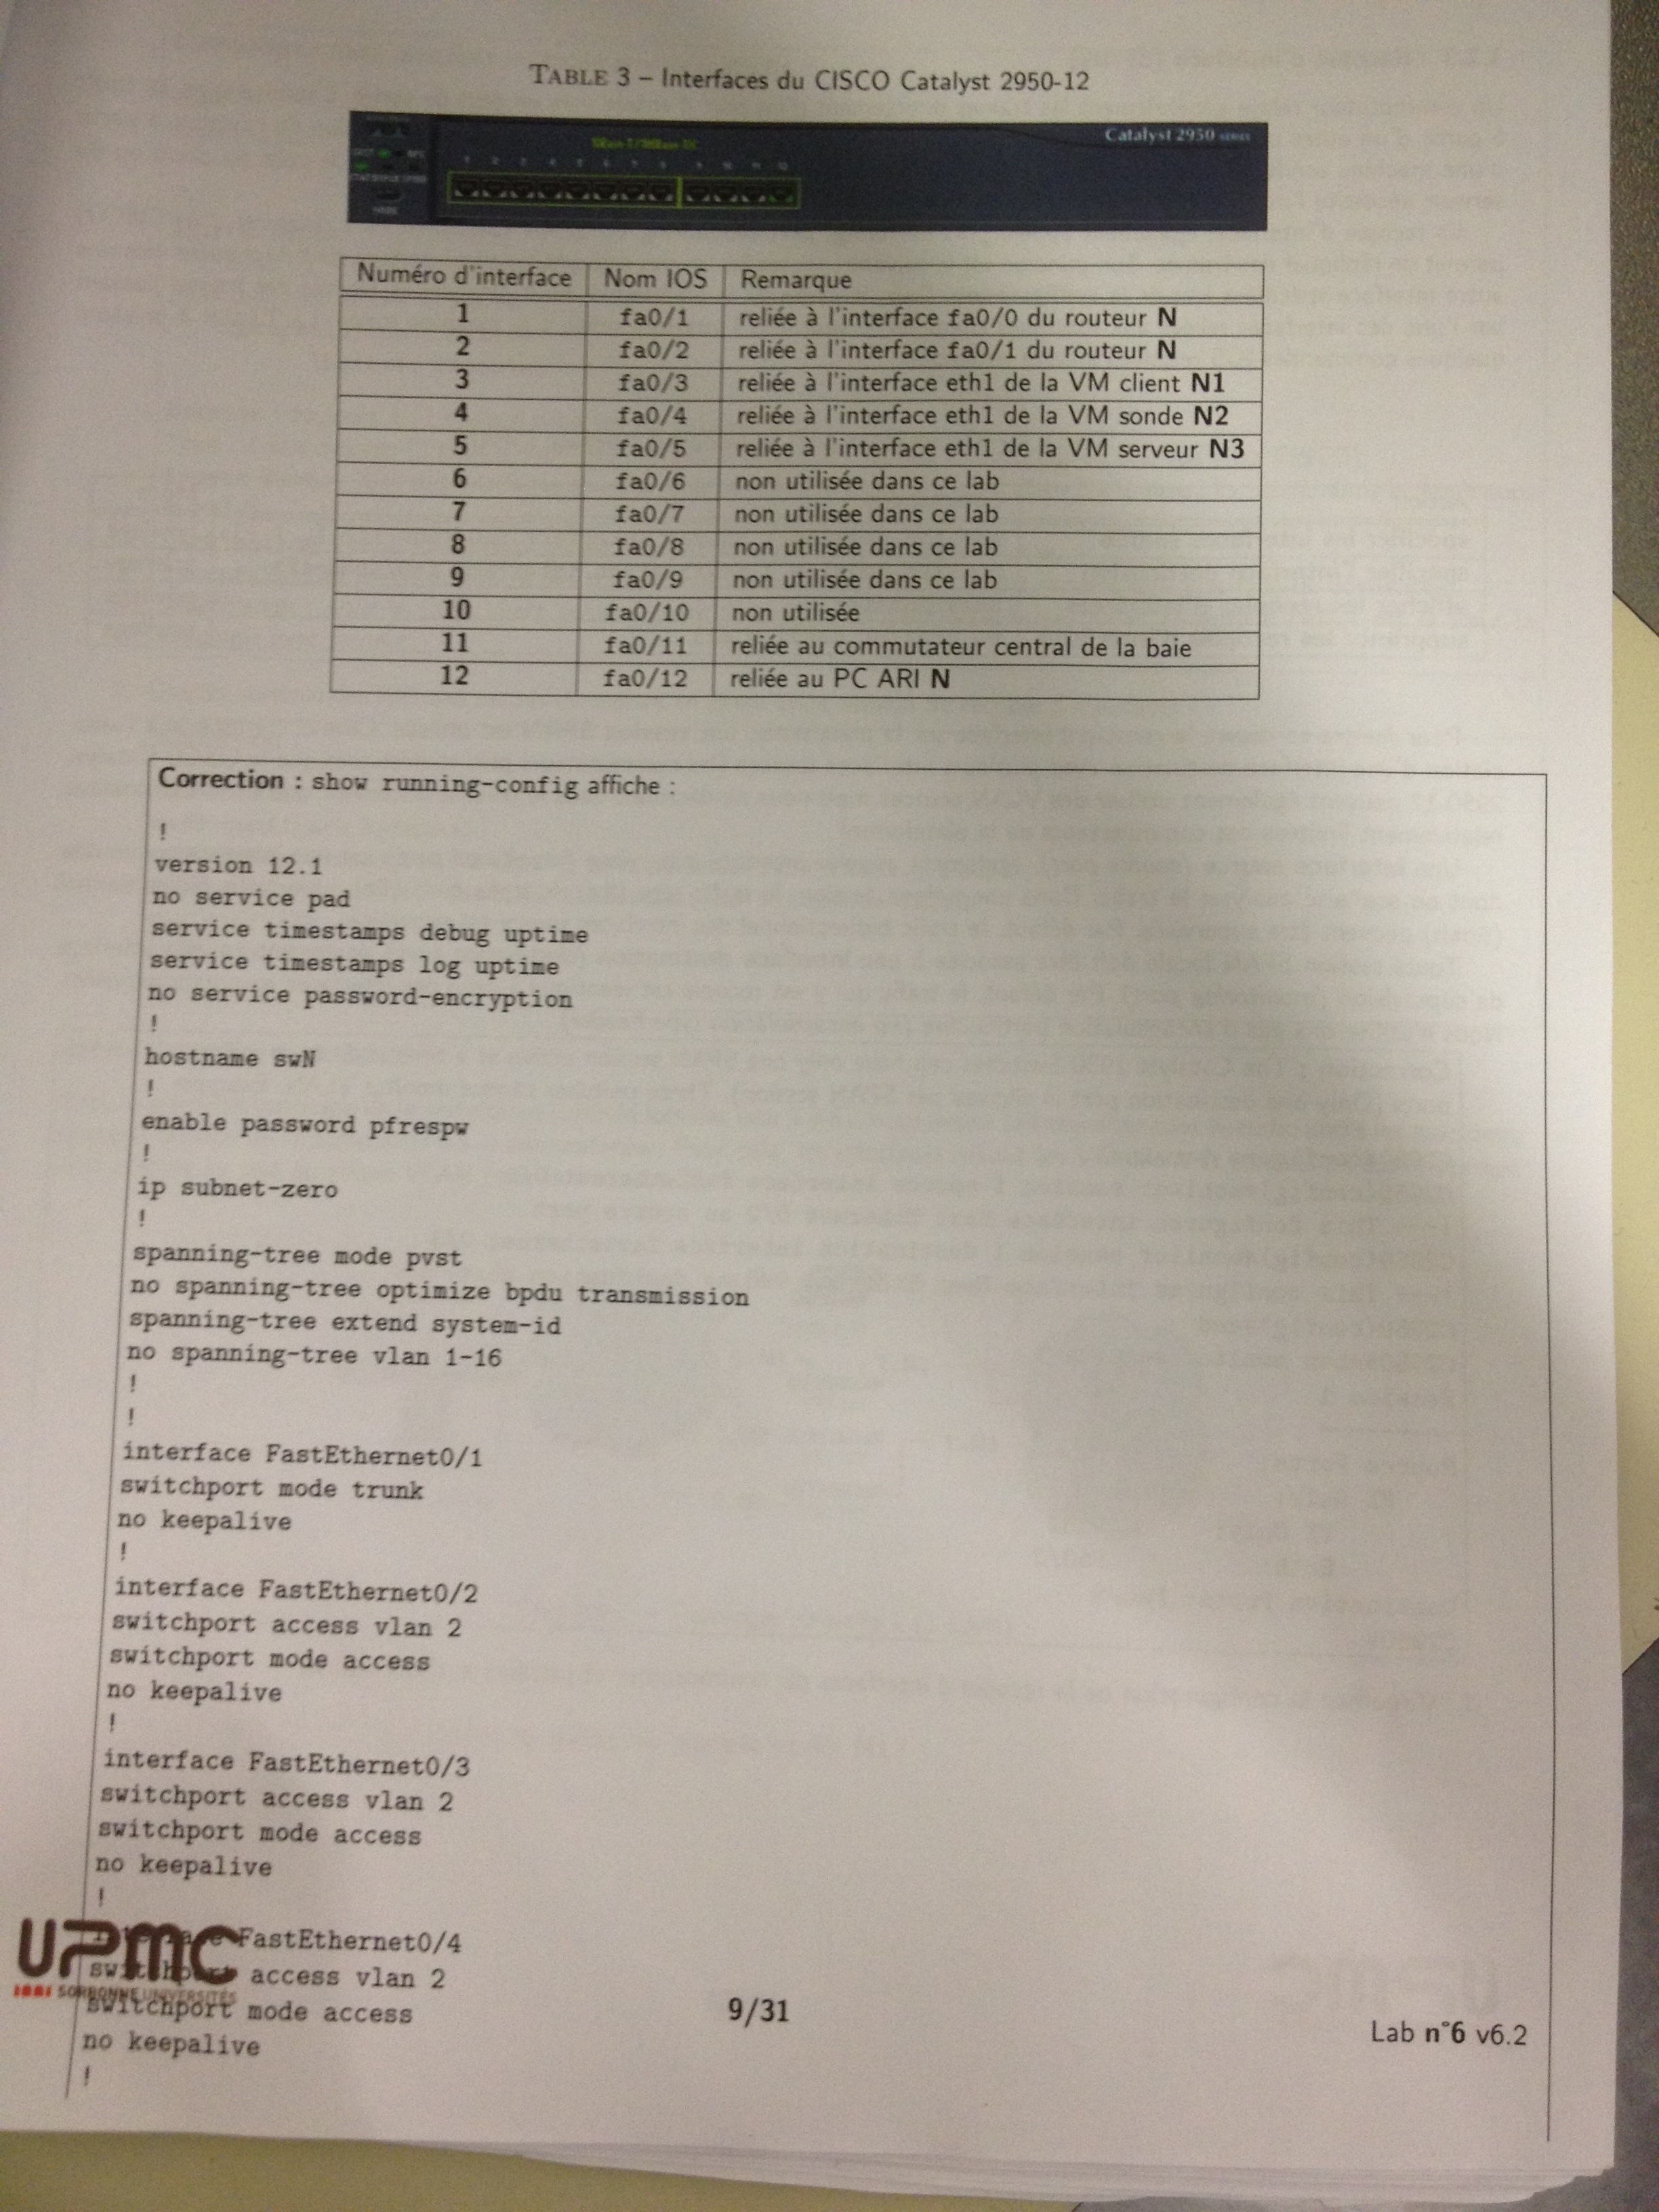 TABLE 3 – Interfaces du CISCO Catalyst 2950-12
Catalyst 2950 SERIES
Numéro d'interface Nom IOS Remarque
1 fa0/1 reliée à l'interface fa0/0 du routeur N
2 fa0/2 reliée à l'interface fa0/1 du routeur N
3 fa0/3 reliée à l'interface eth1 de la VM client N1
4 fa0/4 reliée à l'interface eth1 de la VM sonde N2
5 fa0/5 reliée à l'interface eth1 de la VM serveur N3
6 fa0/6 non utilisée dans ce lab
7 fa0/7 non utilisée dans ce lab
8 fa0/8 non utilisée dans ce lab
9 fa0/9 non utilisée dans ce lab
10 fa0/10 non utilisée
11 fa0/11 reliée au commutateur central de la baie
12 fa0/12 reliée au PC ARI N
Correction : show running-config affiche :
!
version 12.1
no service pad
service timestamps debug uptime
service timestamps log uptime
no service password-encryption
!
hostname swN
!
enable password pfrespw
!
ip subnet-zero
!
spanning-tree mode pvst
no spanning-tree optimize bpdu transmission
spanning-tree extend system-id
no spanning-tree vlan 1-16
!
!
interface FastEthernet0/1
switchport mode trunk
no keepalive
!
interface FastEthernet0/2
switchport access vlan 2
switchport mode access
no keepalive
!
interface FastEthernet0/3
switchport access vlan 2
switchport mode access
no keepalive
!
interface FastEthernet0/4
switchport access vlan 2
switchport mode access
no keepalive
!
UPMC
SORBONNE UNIVERSITÉS
9/31
Lab n°6 v6.2